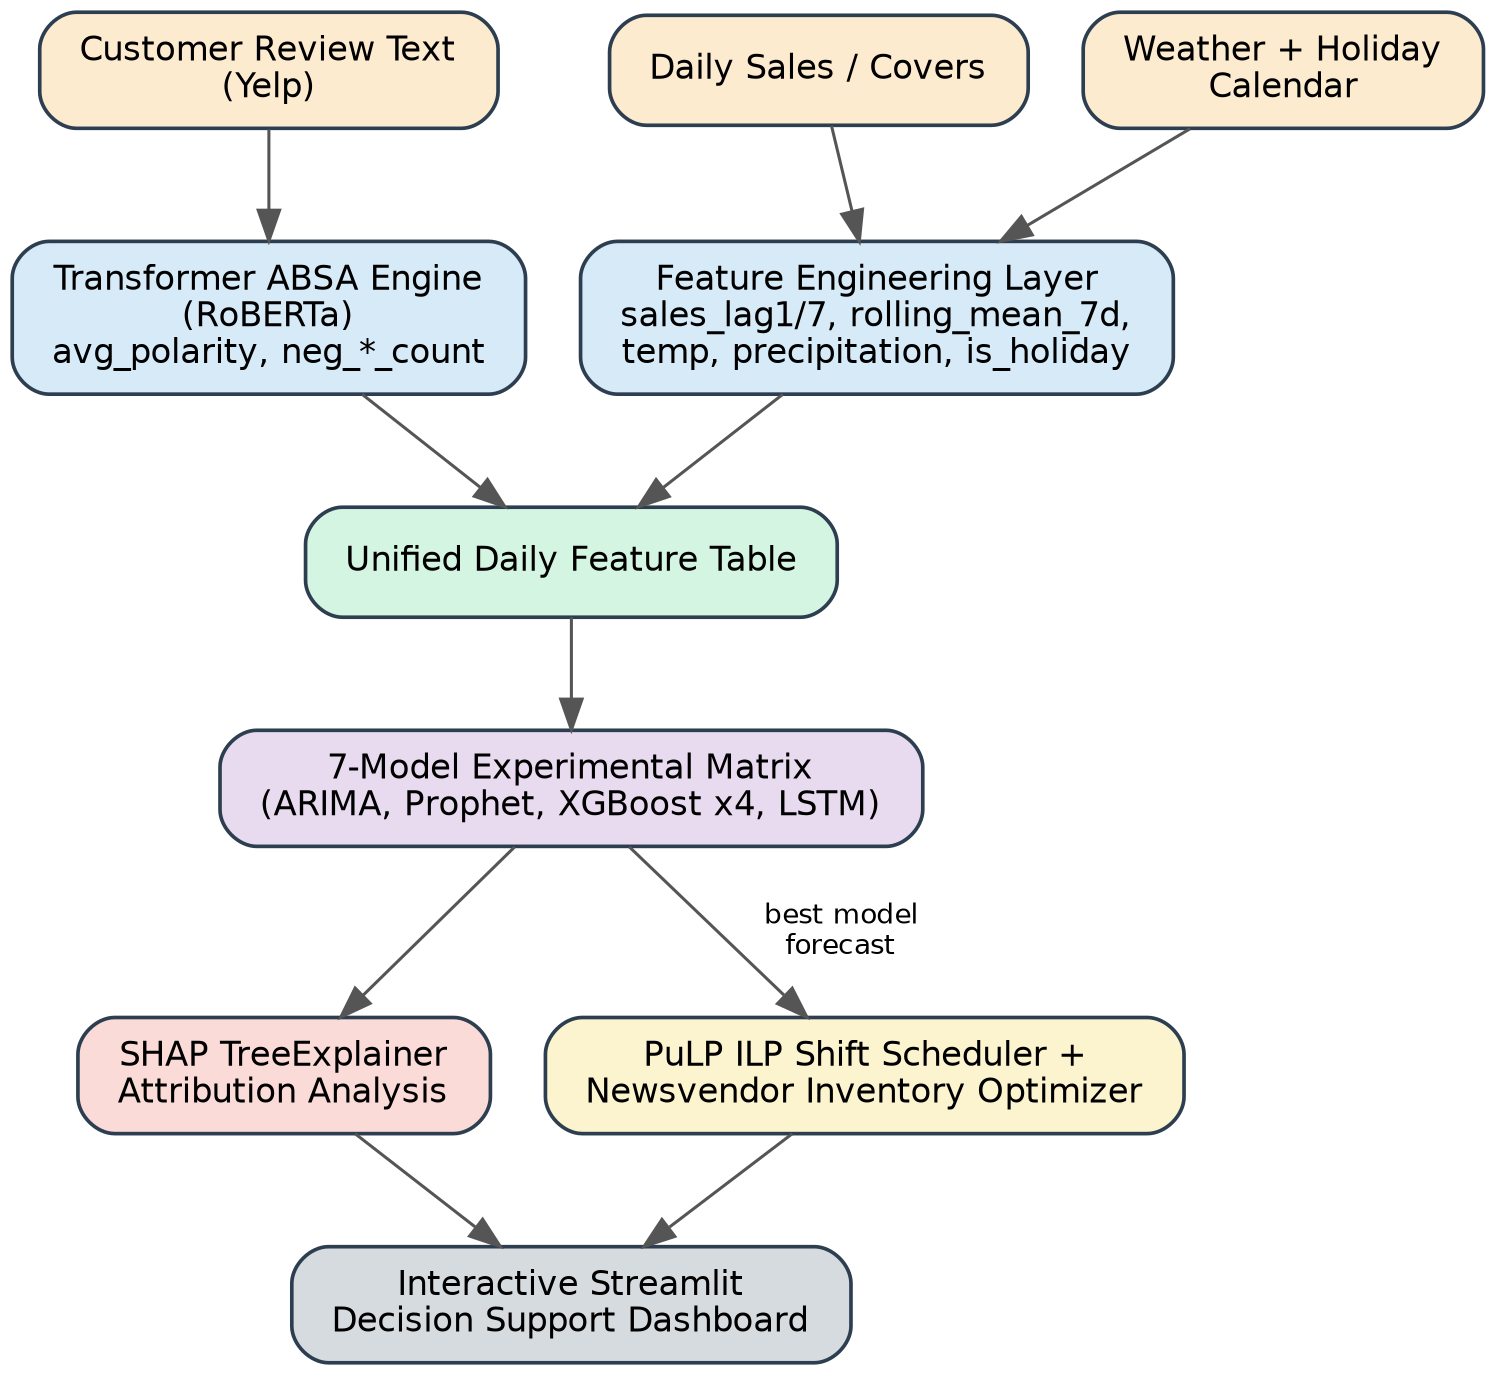 Customer Review Text
(Yelp)
Daily Sales / Covers
Weather + Holiday
Calendar
Transformer ABSA Engine
(RoBERTa)
avg_polarity, neg_*_count
Feature Engineering Layer
sales_lag1/7, rolling_mean_7d,
temp, precipitation, is_holiday
Unified Daily Feature Table
7-Model Experimental Matrix
(ARIMA, Prophet, XGBoost x4, LSTM)
best model
forecast
SHAP TreeExplainer
Attribution Analysis
PuLP ILP Shift Scheduler +
Newsvendor Inventory Optimizer
Interactive Streamlit
Decision Support Dashboard